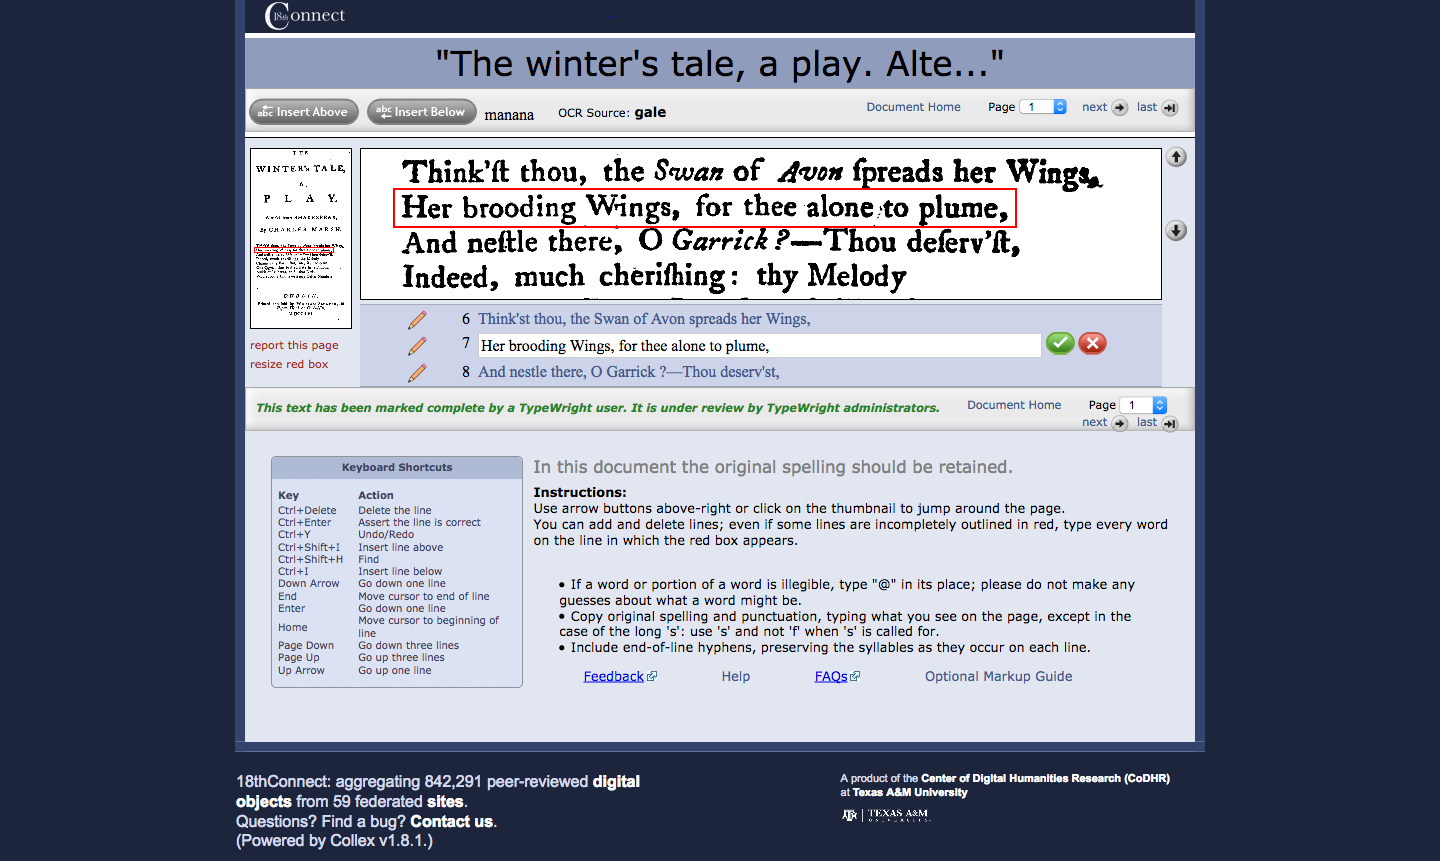 18thConnect
"The winter's tale, a play. Alte..."
abc Insert Above
abc Insert Below
manana
OCR Source: gale
Document Home
Page 1
next
last
WINTER'S TALE,
A
PLAY.
Alter'd from SHAKESPEAR,
By CHARLES MARSH.
DUBLIN,
Think'ſt thou, the Swan of Avon ſpreads her Wings,
Her brooding Wings, for thee alone to plume,
And neſtle there, O Garrick ?—Thou deſerv'ſt,
Indeed, much cheriſhing: thy Melody
report this page
resize red box
6 Think'st thou, the Swan of Avon spreads her Wings,
7 Her brooding Wings, for thee alone to plume,
8 And nestle there, O Garrick ?—Thou deserv'st,
This text has been marked complete by a TypeWright user. It is under review by TypeWright administrators.
Document Home
Page 1
next
last
Keyboard Shortcuts
Key Action
Ctrl+Delete Delete the line
Ctrl+Enter Assert the line is correct
Ctrl+Y Undo/Redo
Ctrl+Shift+I Insert line above
Ctrl+Shift+H Find
Ctrl+I Insert line below
Down Arrow Go down one line
End Move cursor to end of line
Enter Go down one line
Home Move cursor to beginning of
line
Page Down Go down three lines
Page Up Go up three lines
Up Arrow Go up one line
In this document the original spelling should be retained.
Instructions:
Use arrow buttons above-right or click on the thumbnail to jump around the page.
You can add and delete lines; even if some lines are incompletely outlined in red, type every word
on the line in which the red box appears.
• If a word or portion of a word is illegible, type "@" in its place; please do not make any
guesses about what a word might be.
• Copy original spelling and punctuation, typing what you see on the page, except in the
case of the long 's': use 's' and not 'f' when 's' is called for.
• Include end-of-line hyphens, preserving the syllables as they occur on each line.
Feedback
Help
FAQs
Optional Markup Guide
18thConnect: aggregating 842,291 peer-reviewed digital
objects from 59 federated sites.
Questions? Find a bug? Contact us.
(Powered by Collex v1.8.1.)
A product of the Center of Digital Humanities Research (CoDHR)
at Texas A&M University
TEXAS A&M
UNIVERSITY